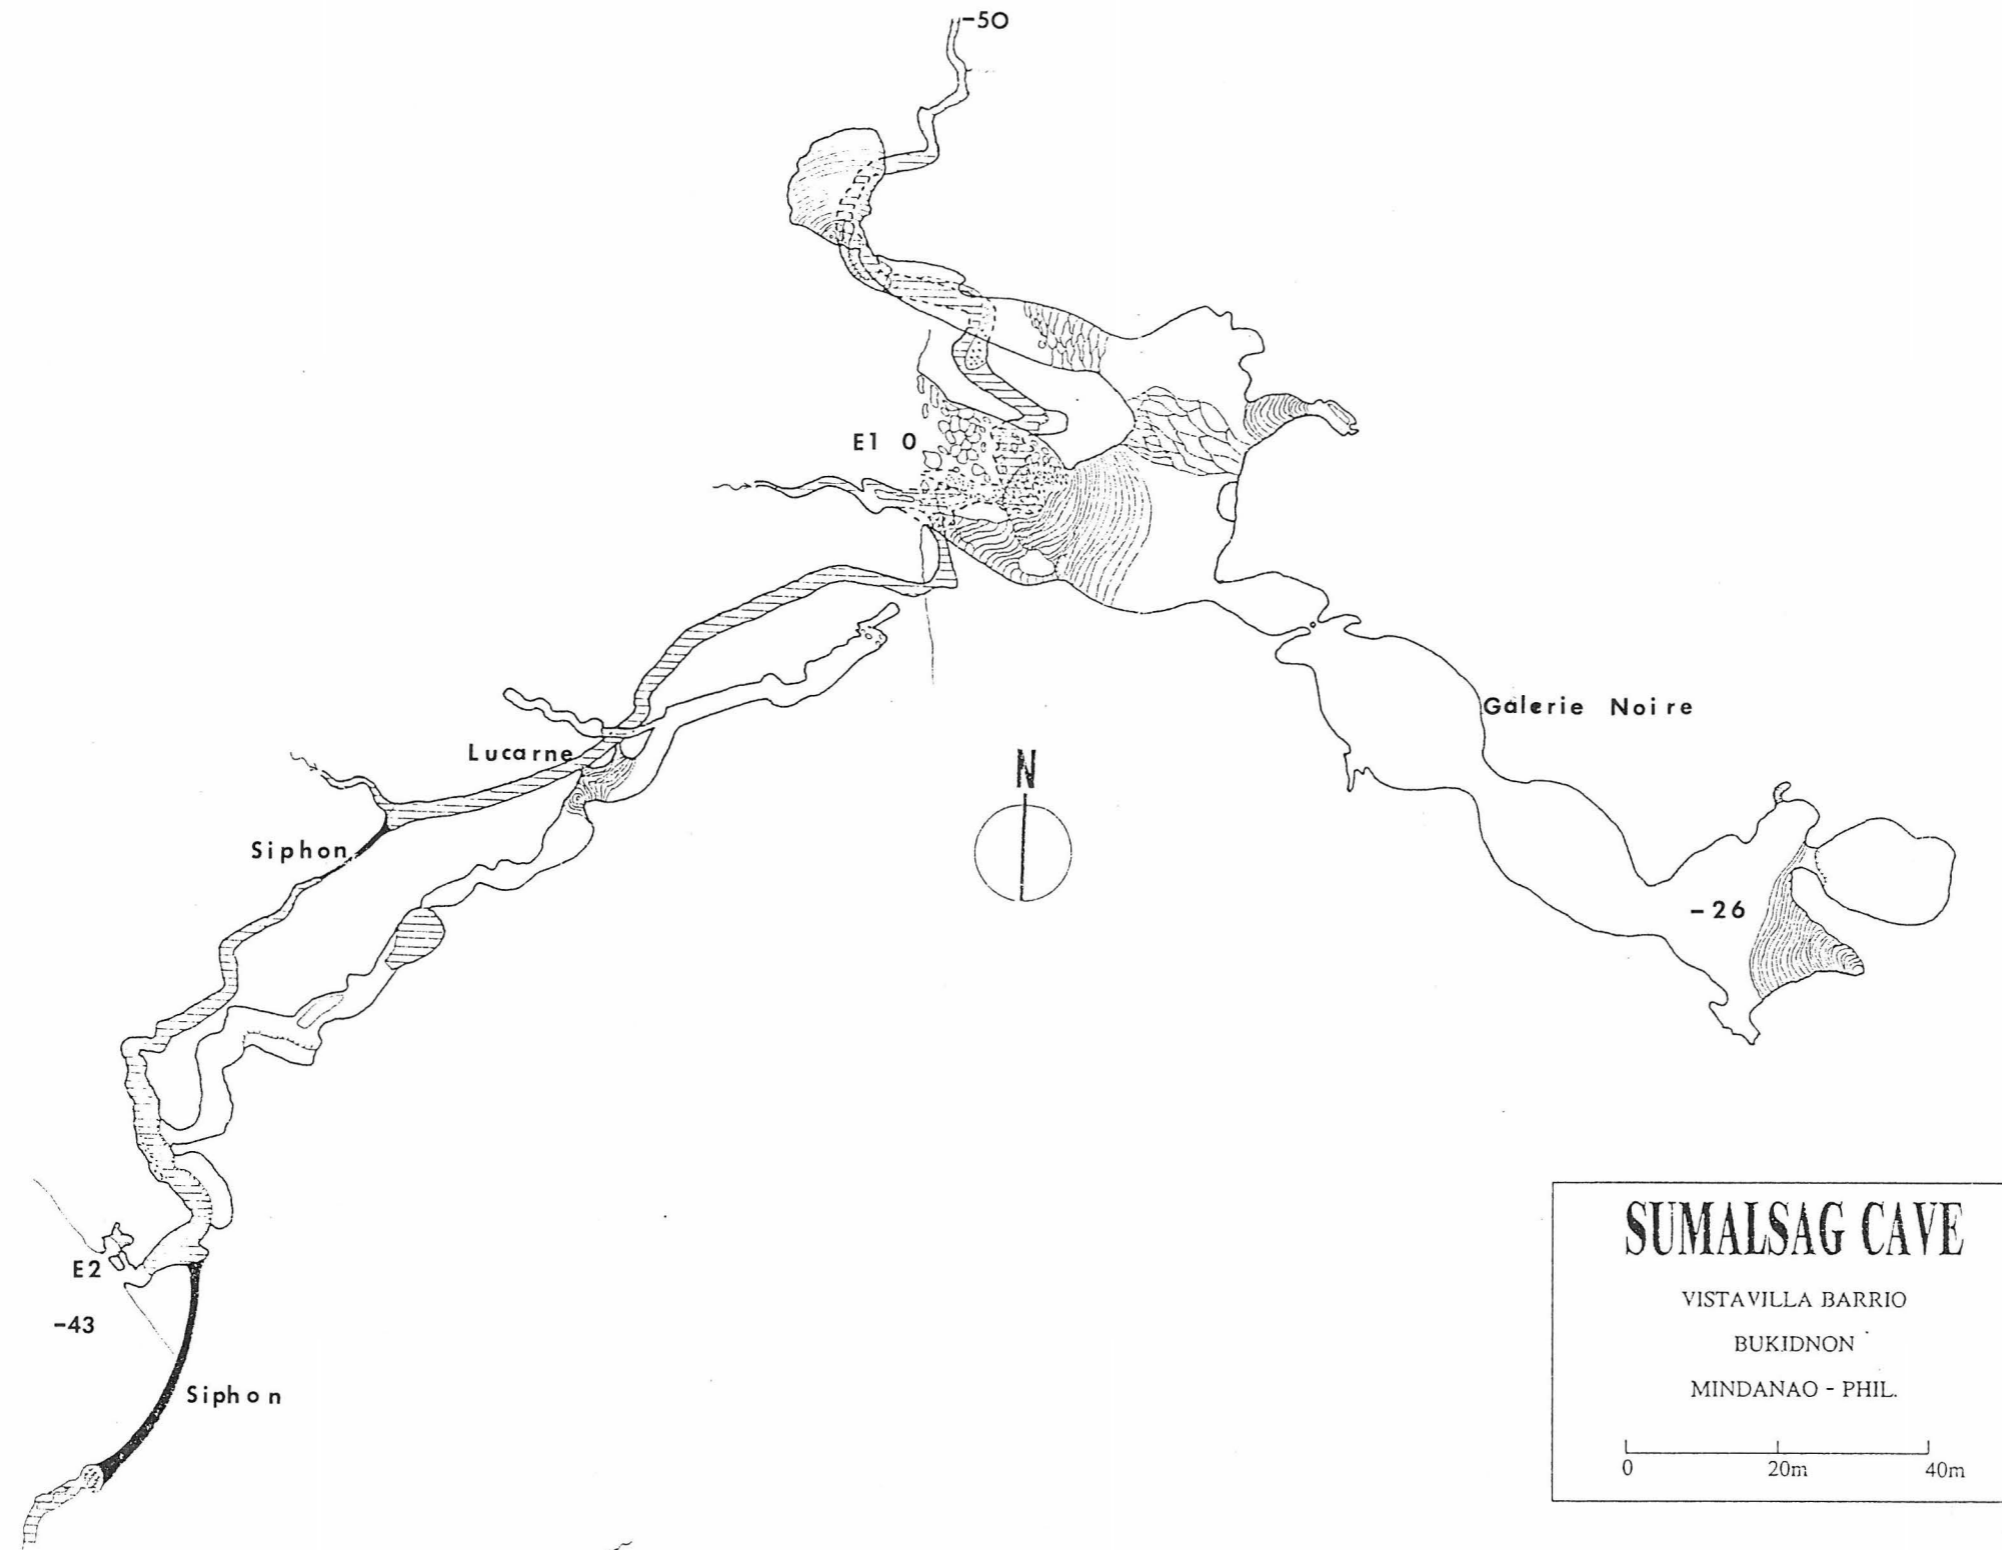 -50
E1 0
Galerie Noire
Lucarne
N
Siphon
-26
E2
-43
Siphon
SUMALSAG CAVE
VISTAVILLA BARRIO
BUKIDNON
MINDANAO - PHIL.
0 20m 40m